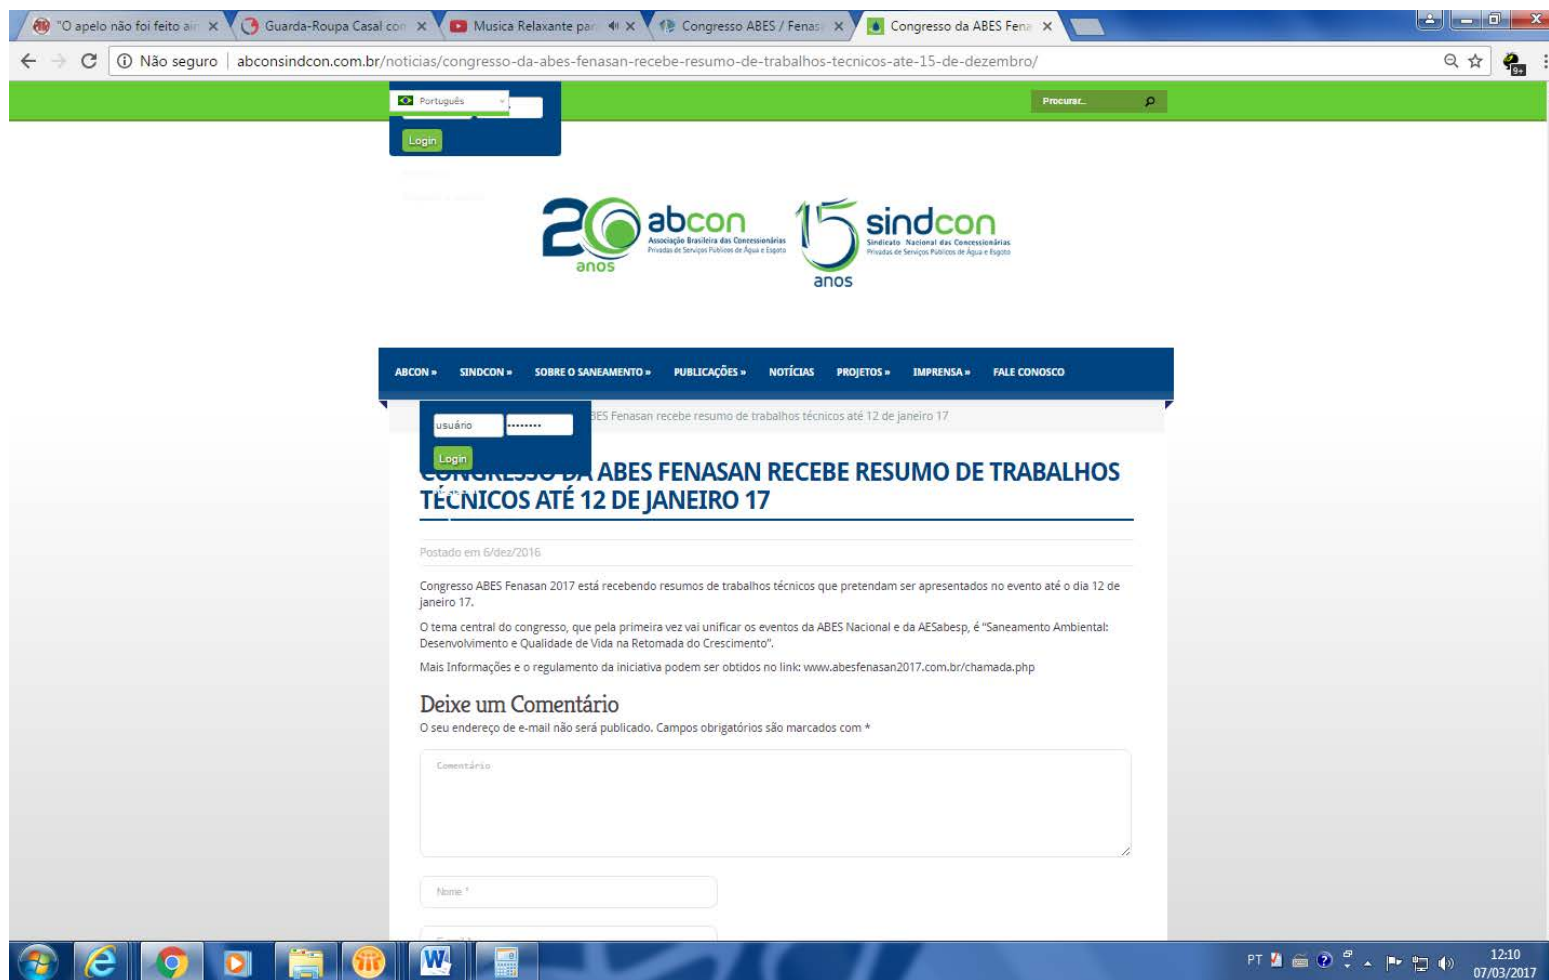 "O apelo não foi feito ain
Guarda-Roupa Casal con
Musica Relaxante par
Congresso ABES / Fenas
Congresso da ABES Fena
Não seguro | abconsindcon.com.br/noticias/congresso-da-abes-fenasan-recebe-resumo-de-trabalhos-tecnicos-ate-15-de-dezembro/
9+
Português
Procurar...
Login
20 anos
abcon
Associação Brasileira das Concessionárias
Privadas de Serviços Públicos de Água e Esgoto
15 anos
sindcon
Sindicato Nacional das Concessionárias
Privadas de Serviços Públicos de Água e Esgoto
ABCON » SINDCON » SOBRE O SANEAMENTO » PUBLICAÇÕES » NOTÍCIAS PROJETOS » IMPRENSA » FALE CONOSCO
BES Fenasan recebe resumo de trabalhos técnicos até 12 de janeiro 17
usuário ••••••••
Login
CONGRESSO DA ABES FENASAN RECEBE RESUMO DE TRABALHOS
TÉCNICOS ATÉ 12 DE JANEIRO 17
Postado em 6/dez/2016
Congresso ABES Fenasan 2017 está recebendo resumos de trabalhos técnicos que pretendam ser apresentados no evento até o dia 12 de
janeiro 17.
O tema central do congresso, que pela primeira vez vai unificar os eventos da ABES Nacional e da AESabesp, é "Saneamento Ambiental:
Desenvolvimento e Qualidade de Vida na Retomada do Crescimento".
Mais Informações e o regulamento da iniciativa podem ser obtidos no link: www.abesfenasan2017.com.br/chamada.php
Deixe um Comentário
O seu endereço de e-mail não será publicado. Campos obrigatórios são marcados com *
Comentário
Nome *
PT
12:10
07/03/2017